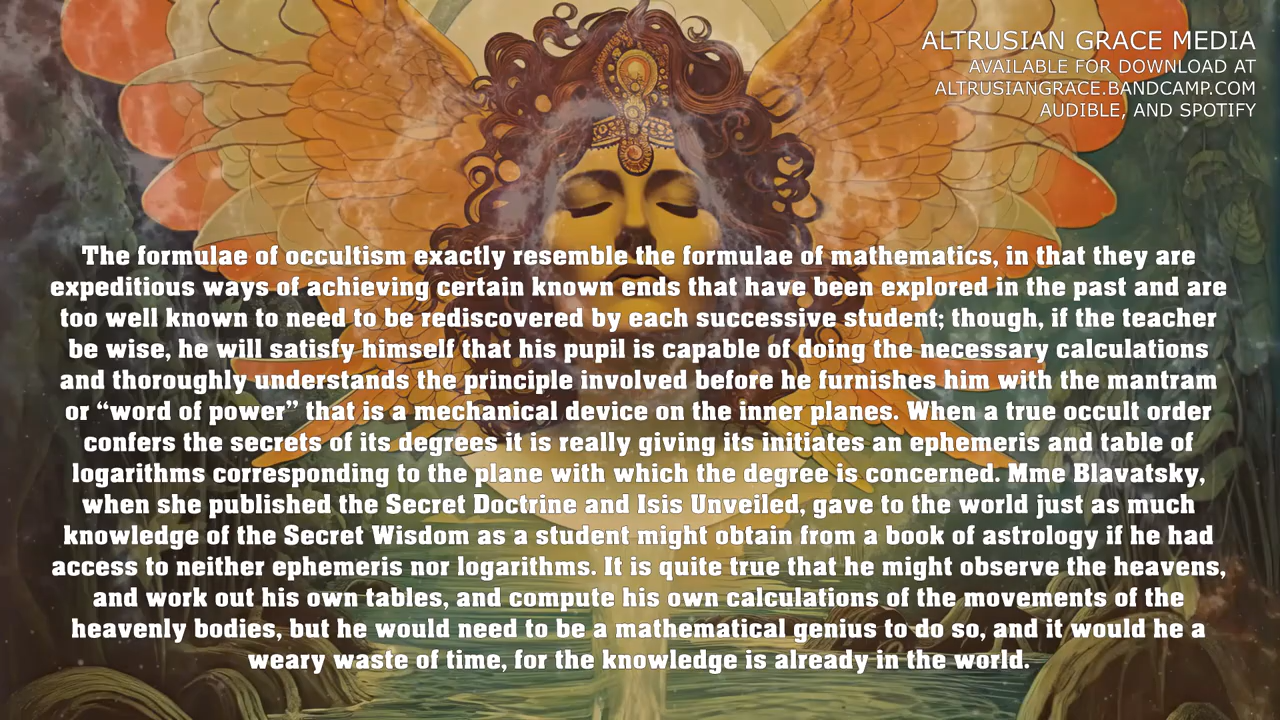 ALTRUSIAN GRACE MEDIA
AVAILABLE FOR DOWNLOAD AT
ALTRUSIANGRACE.BANDCAMP.COM
AUDIBLE, AND SPOTIFY
The formulae of occultism exactly resemble the formulae of mathematics, in that they are
expeditious ways of achieving certain known ends that have been explored in the past and are
too well known to need to be rediscovered by each successive student; though, if the teacher
be wise, he will satisfy himself that his pupil is capable of doing the necessary calculations
and thoroughly understands the principle involved before he furnishes him with the mantram
or “word of power” that is a mechanical device on the inner planes. When a true occult order
confers the secrets of its degrees it is really giving its initiates an ephemeris and table of
logarithms corresponding to the plane with which the degree is concerned. Mme Blavatsky,
when she published the Secret Doctrine and Isis Unveiled, gave to the world just as much
knowledge of the Secret Wisdom as a student might obtain from a book of astrology if he had
access to neither ephemeris nor logarithms. It is quite true that he might observe the heavens,
and work out his own tables, and compute his own calculations of the movements of the
heavenly bodies, but he would need to be a mathematical genius to do so, and it would he a
weary waste of time, for the knowledge is already in the world.